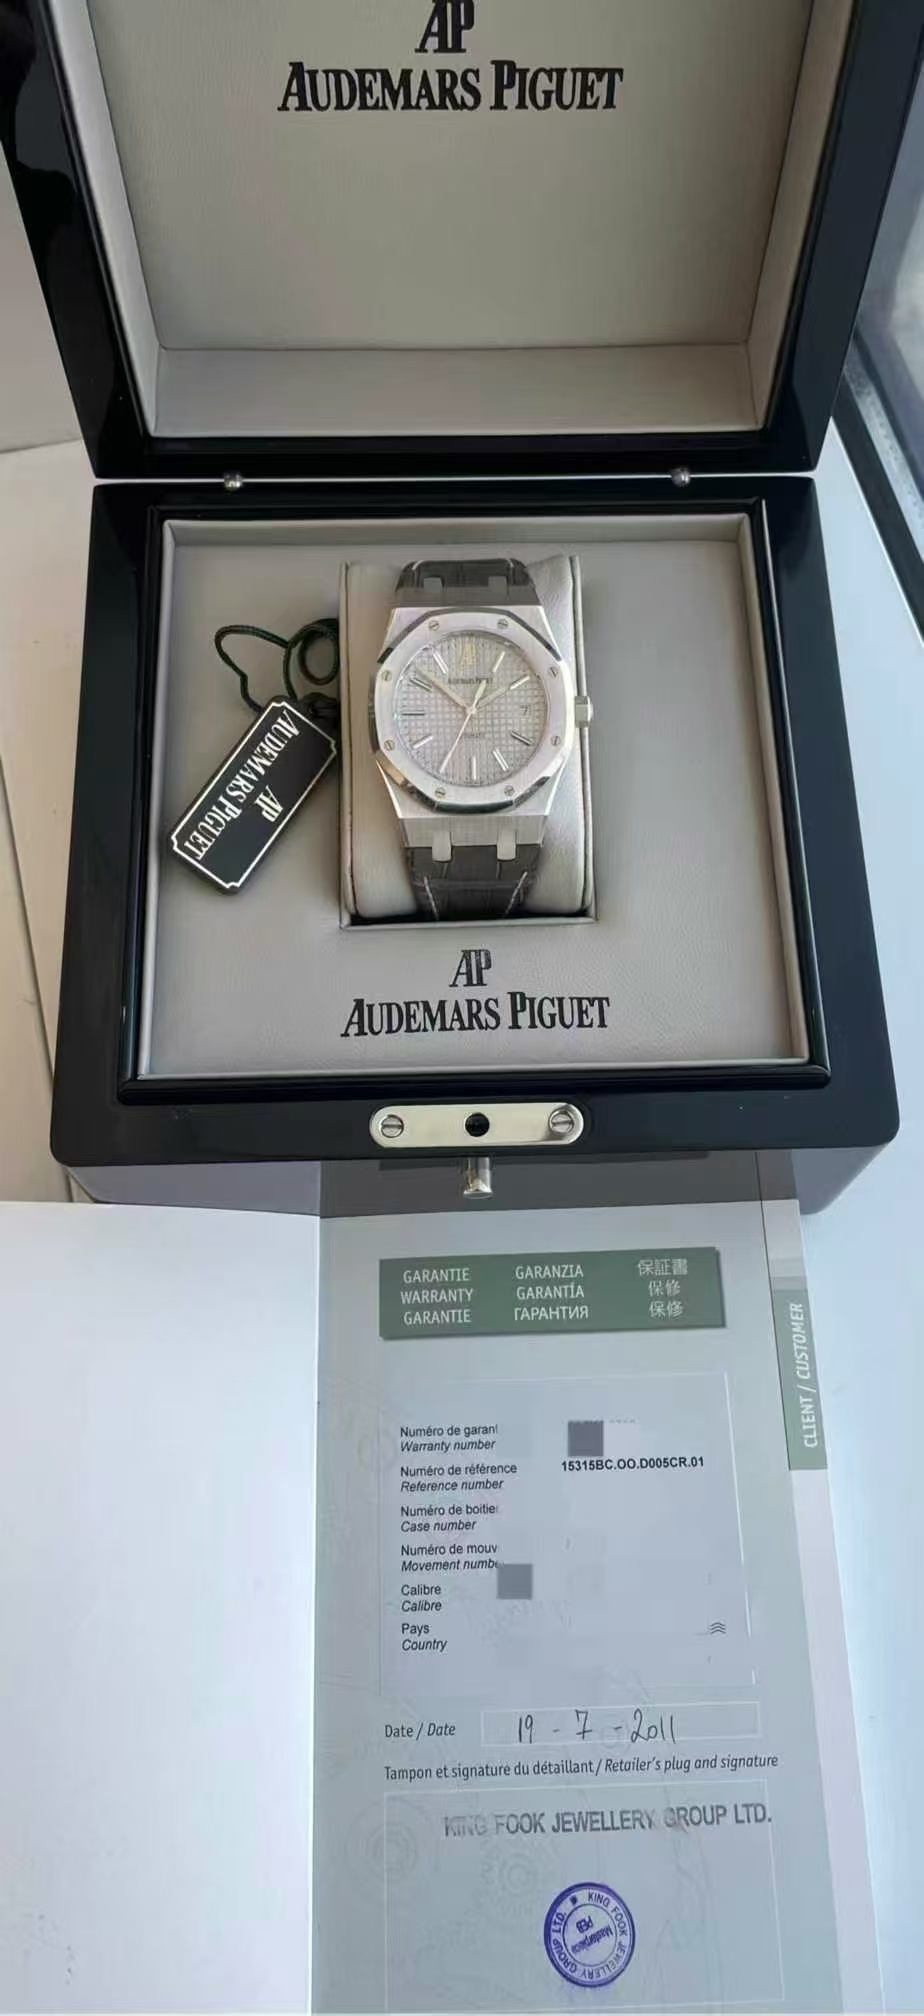 AP
AUDEMARS PIGUET
AUDEMARS PIGUET
7
AP
AUDEMARS PIGUET
AP
AUDEMARS PIGUET
GARANTIE GARANZIA 保証書
WARRANTY GARANTÍA 保修
GARANTIE ГАРАНТИЯ 保修
CLIENT / CUSTOMER
Numéro de garant
Warranty number
Numéro de référence 15315BC.OO.D005CR.01
Reference number
Numéro de boitie
Case number
Numéro de mouv
Movement numbe
Calibre
Calibre
Pays
Country
Date / Date 19 - 7 - 2011
Tampon et signature du détaillant / Retailer's plug and signature
KING FOOK JEWELLERY GROUP LTD.
KING FOOK JEWELLERY GROUP LTD.
Masterpiece